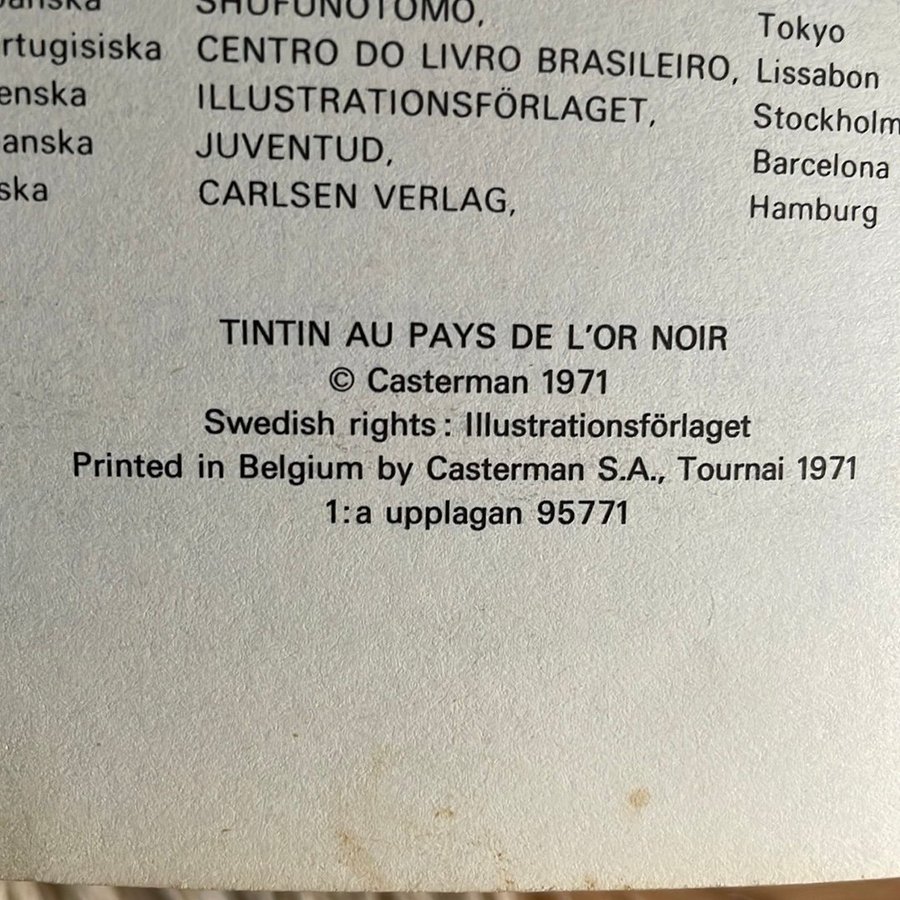 SHUFUNOTOMO, Tokyo
rtugisiska CENTRO DO LIVRO BRASILEIRO, Lissabon
enska ILLUSTRATIONSFÖRLAGET, Stockholm
anska JUVENTUD, Barcelona
ska CARLSEN VERLAG, Hamburg
TINTIN AU PAYS DE L'OR NOIR
© Casterman 1971
Swedish rights : Illustrationsförlaget
Printed in Belgium by Casterman S.A., Tournai 1971
1:a upplagan 95771